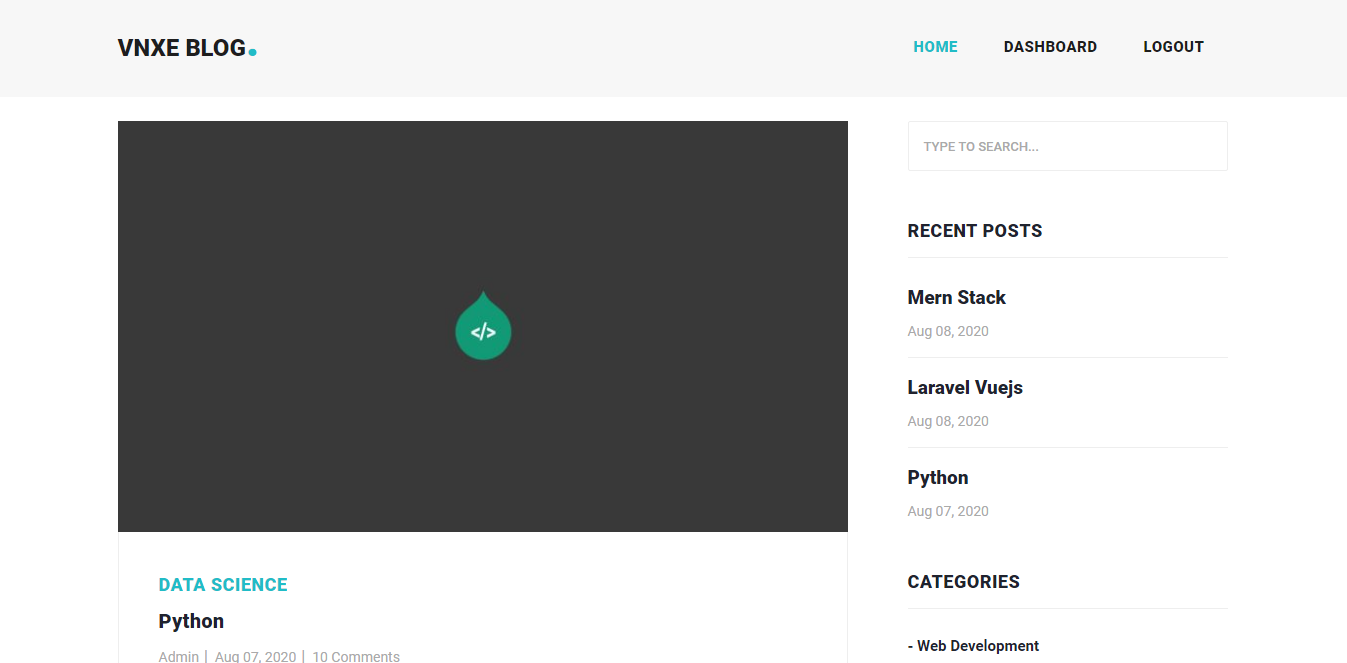 VNXE BLOG.
HOME DASHBOARD LOGOUT
</>
DATA SCIENCE
Python
Admin | Aug 07, 2020 | 10 Comments
TYPE TO SEARCH...
RECENT POSTS
Mern Stack
Aug 08, 2020
Laravel Vuejs
Aug 08, 2020
Python
Aug 07, 2020
CATEGORIES
- Web Development